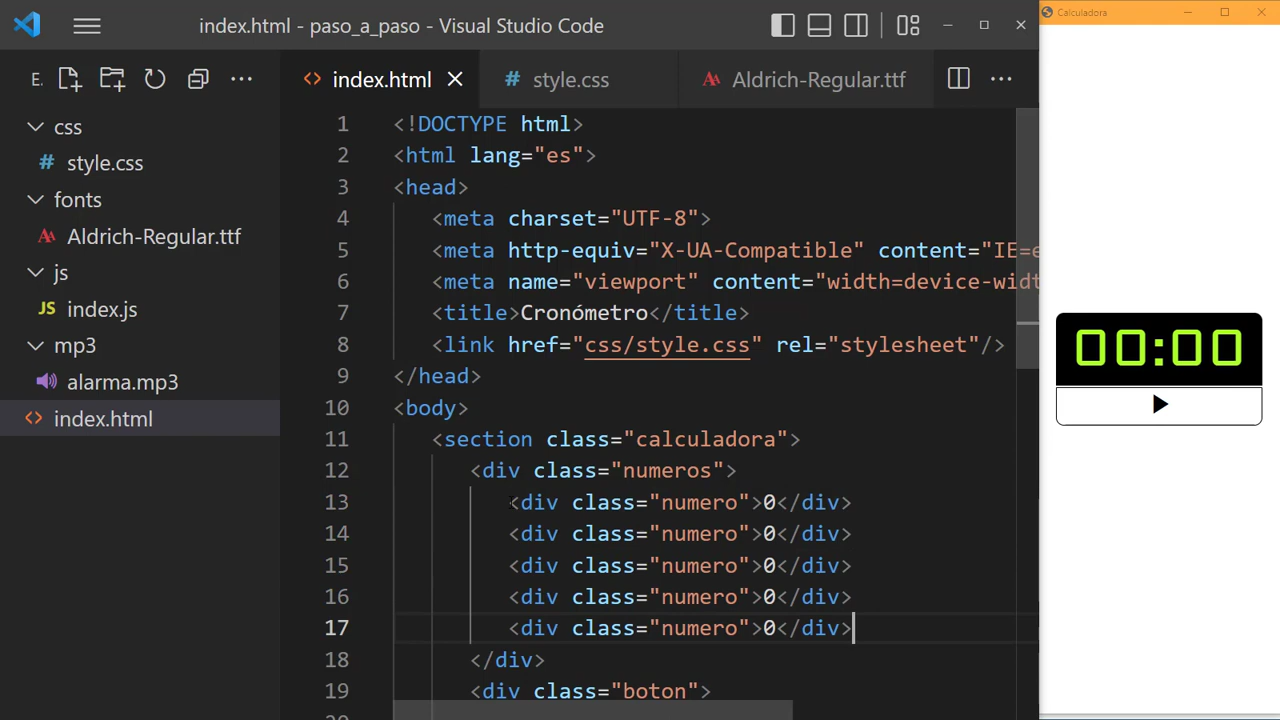 index.html - paso_a_paso - Visual Studio Code
Calculadora
E.
index.html
style.css
Aldrich-Regular.ttf
css
style.css
fonts
Aldrich-Regular.ttf
js
JS index.js
mp3
alarma.mp3
index.html
1 <!DOCTYPE html>
2 <html lang="es">
3 <head>
4 <meta charset="UTF-8">
5 <meta http-equiv="X-UA-Compatible" content="IE=e
6 <meta name="viewport" content="width=device-widt
7 <title>Cronómetro</title>
8 <link href="css/style.css" rel="stylesheet"/>
9 </head>
10 <body>
11 <section class="calculadora">
12 <div class="numeros">
13 <div class="numero">0</div>
14 <div class="numero">0</div>
15 <div class="numero">0</div>
16 <div class="numero">0</div>
17 <div class="numero">0</div>
18 </div>
19 <div class="boton">
00:00